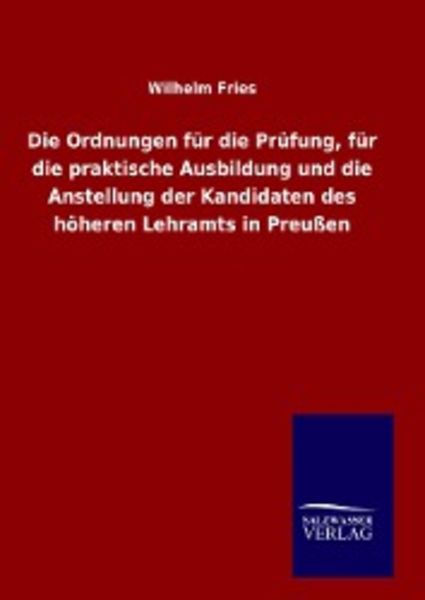 Wilhelm Fries
Die Ordnungen für die Prüfung, für
die praktische Ausbildung und die
Anstellung der Kandidaten des
höheren Lehramts in Preußen
SALZWASSER
VERLAG